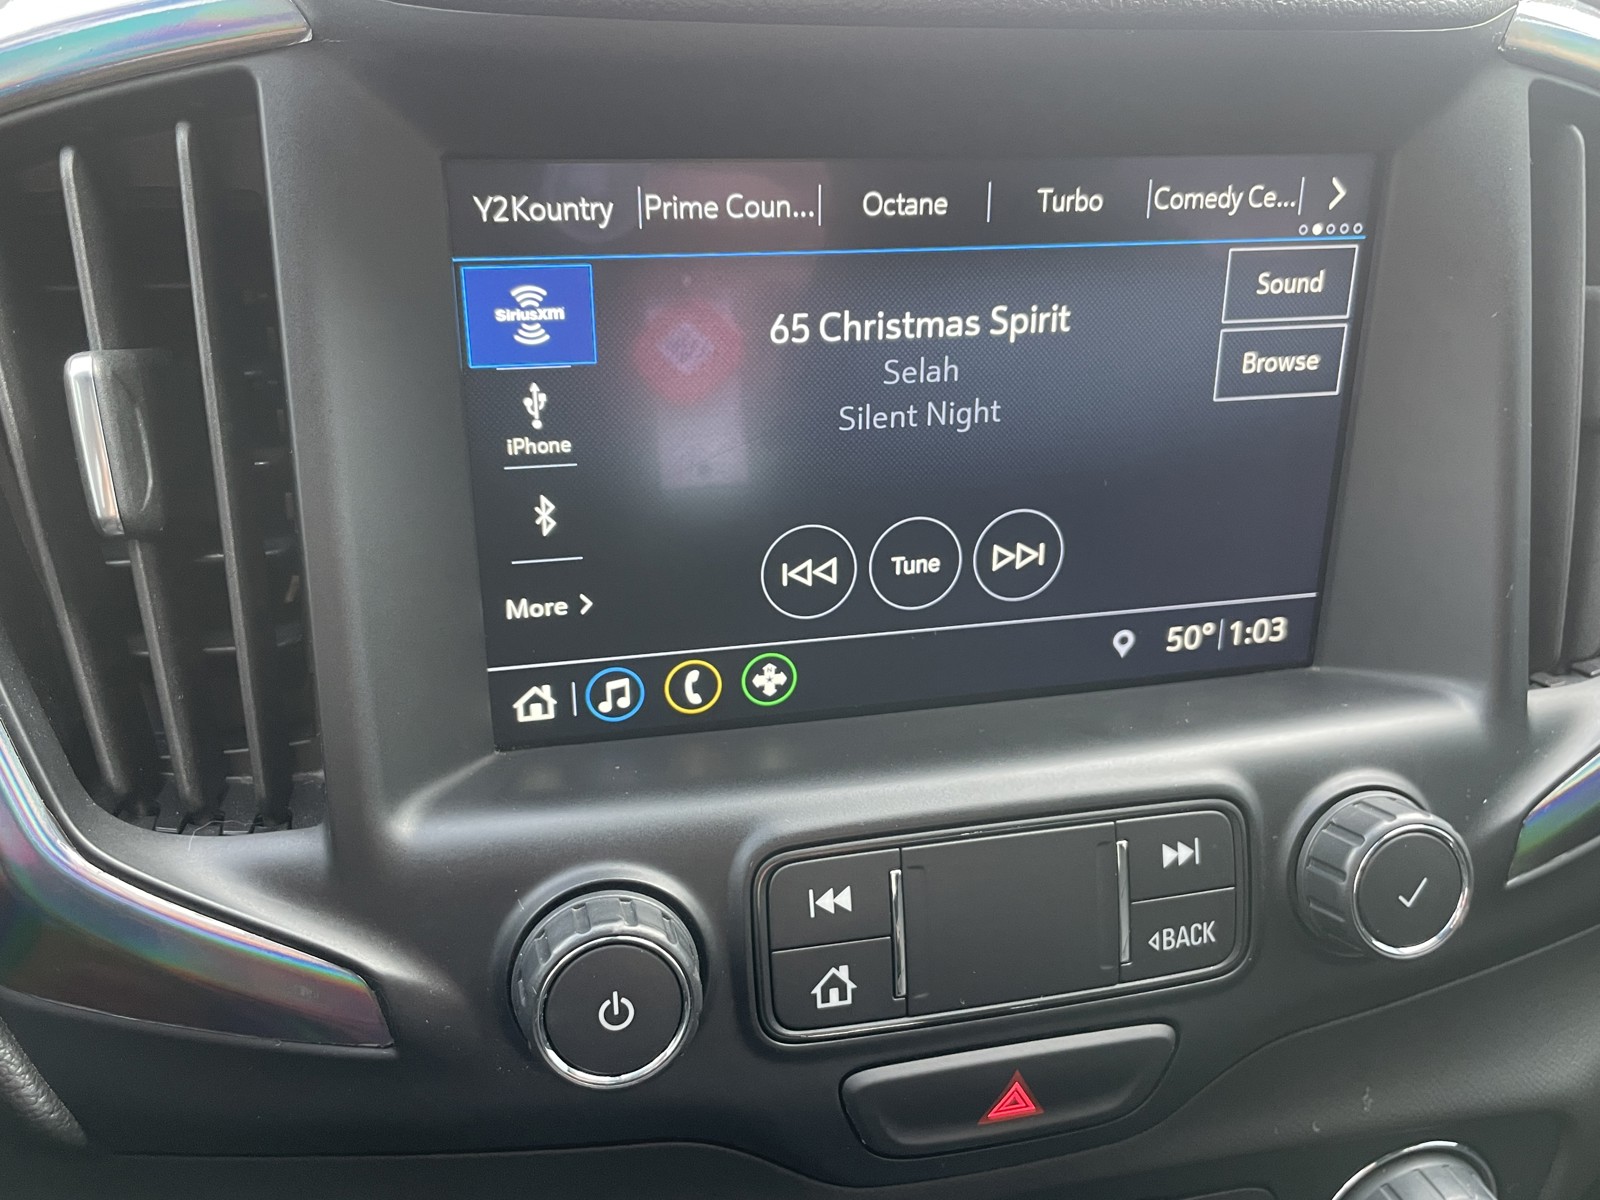 Y2Kountry
Prime Coun...
Octane
Turbo
Comedy Ce...
SiriusXM
65 Christmas Spirit
Selah
Silent Night
Sound
Browse
iPhone
More
Tune
50° 1:03
BACK